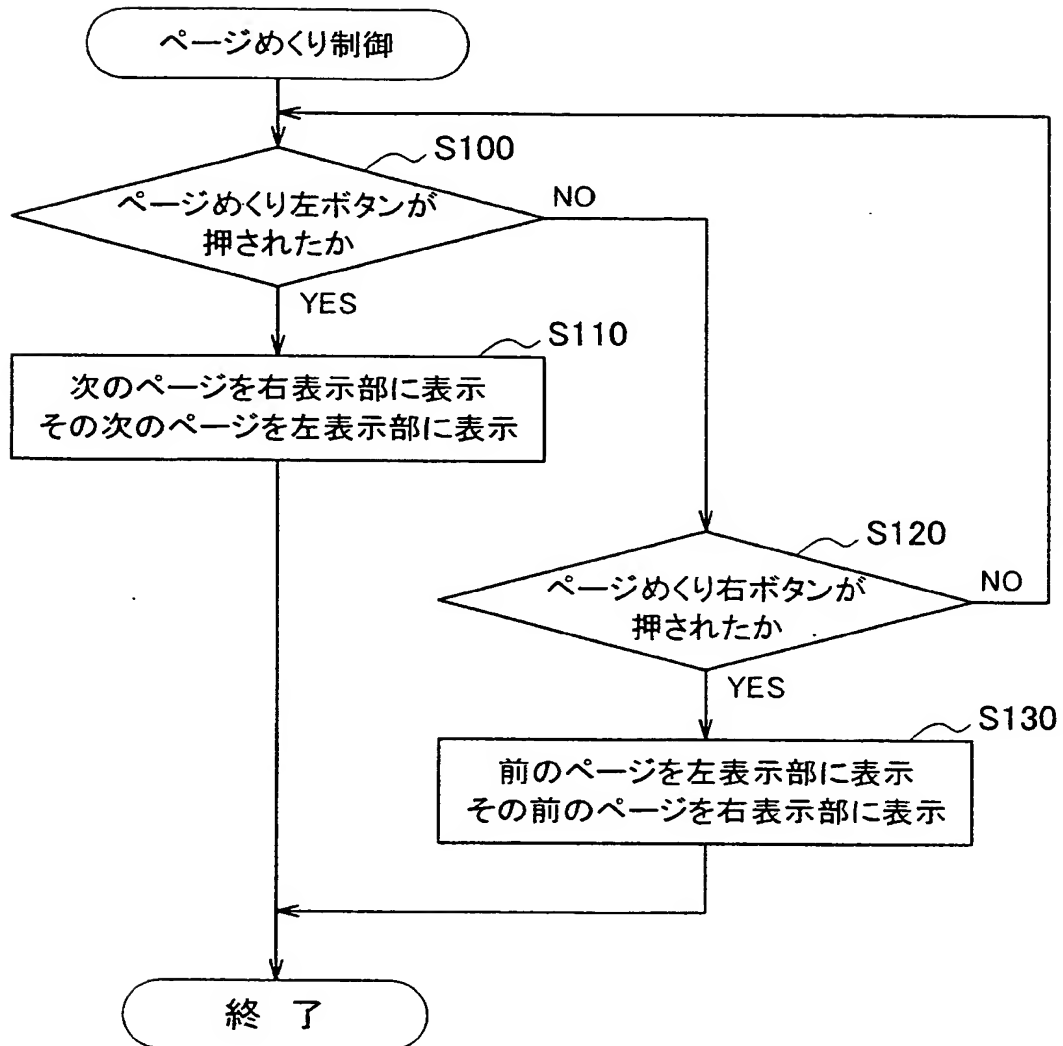 ページめくり制御
S100
ページめくり左ボタンが
押されたか
NO
YES
S110
次のページを右表示部に表示
その次のページを左表示部に表示
S120
ページめくり右ボタンが
押されたか
NO
YES
S130
前のページを左表示部に表示
その前のページを右表示部に表示
終 了